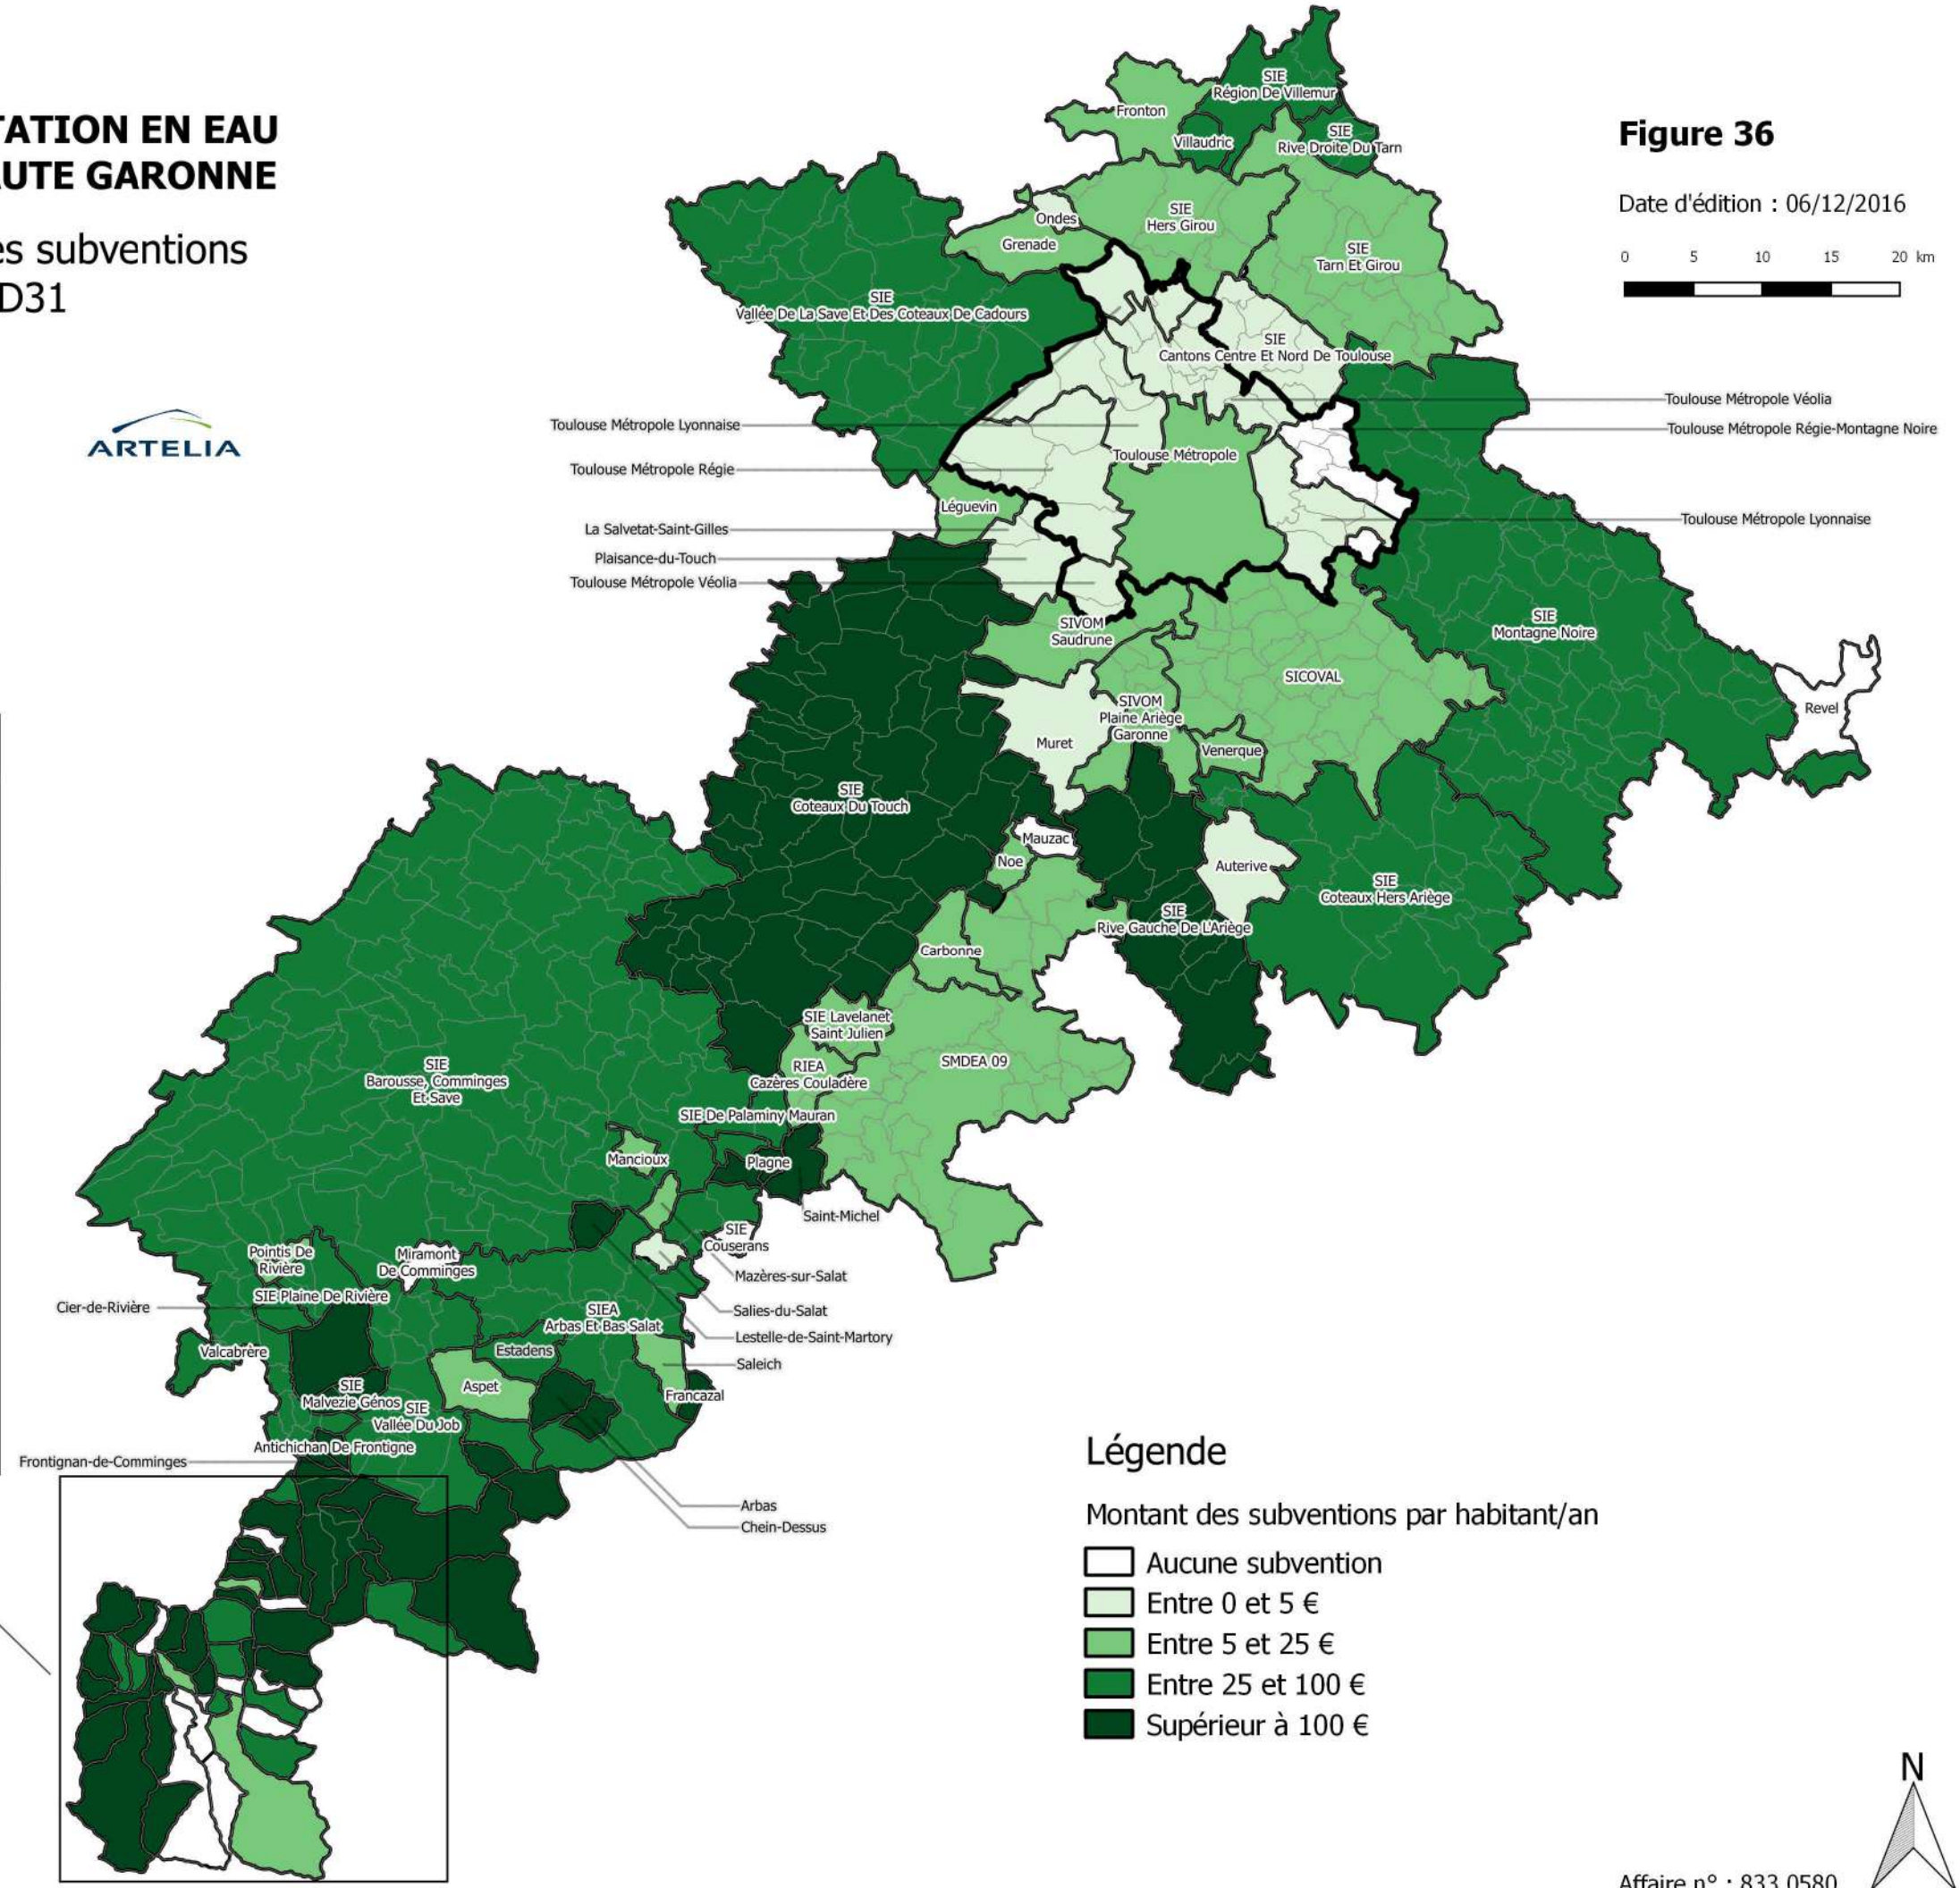 TATION EN EAU
UTE GARONNE
es subventions
D31
ARTELIA
Figure 36
Date d'édition : 06/12/2016
0 5 10 15 20 km
SIE
Région De Villemur
Fronton
Villaudric
SIE
Rive Droite Du Tarn
Ondes
Grenade
SIE
Hers Girou
SIE
Tarn Et Girou
SIE
Vallée De La Save Et Des Coteaux De Cadours
SIE
Cantons Centre Et Nord De Toulouse
Toulouse Métropole Véolia
Toulouse Métropole Lyonnaise
Toulouse Métropole Régie-Montagne Noire
Toulouse Métropole
Toulouse Métropole Régie
Léguevin
Toulouse Métropole Lyonnaise
La Salvetat-Saint-Gilles
Plaisance-du-Touch
Toulouse Métropole Véolia
SIVOM
Saudrune
SIE
Montagne Noire
SICOVAL
Revel
SIVOM
Plaine Ariège
Garonne
Muret
Venerque
SIE
Coteaux Du Touch
Mauzac
Noe
Auterive
SIE
Coteaux Hers Ariège
SIE
Rive Gauche De L'Ariège
Carbonne
SIE Lavelanet
Saint Julien
SMDEA 09
RIEA
Cazères Couladère
SIE
Barousse, Comminges
Et Save
SIE De Palaminy Mauran
Mancioux
Plagne
Saint-Michel
SIE
Couserans
Pointis De
Rivière
Miramont
De Comminges
Mazères-sur-Salat
SIE Plaine De Rivière
Cier-de-Rivière
Salies-du-Salat
SIEA
Arbas Et Bas Salat
Lestelle-de-Saint-Martory
Valcabrère
Estadens
Saleich
Aspet
Francazal
SIE
Malvezie Génos
SIE
Vallée Du Job
Antichichan De Frontigne
Frontignan-de-Comminges
Arbas
Chein-Dessus
Légende
Montant des subventions par habitant/an
Aucune subvention
Entre 0 et 5 €
Entre 5 et 25 €
Entre 25 et 100 €
Supérieur à 100 €
N
Affaire n° : 833 0580